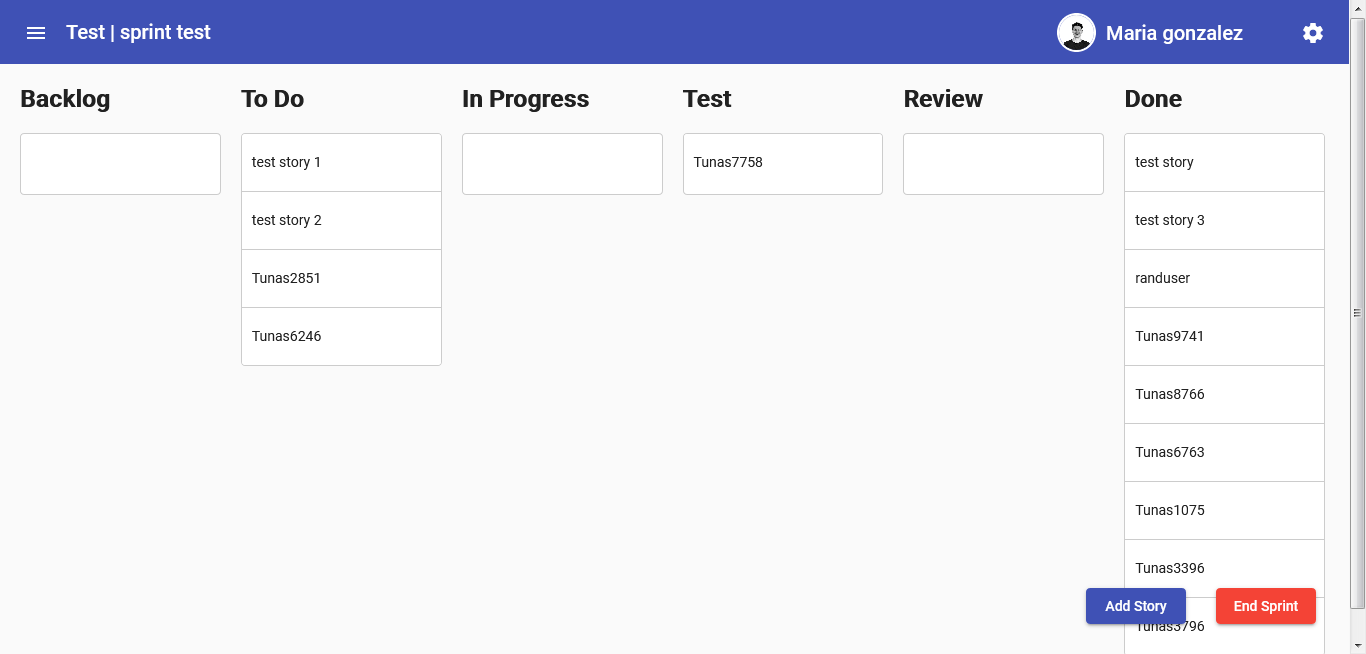 Test | sprint test
Maria gonzalez
Backlog
To Do
test story 1
test story 2
Tunas2851
Tunas6246
In Progress
Test
Tunas7758
Review
Done
test story
test story 3
randuser
Tunas9741
Tunas8766
Tunas6763
Tunas1075
Tunas3396
Tunas3796
Add Story
End Sprint